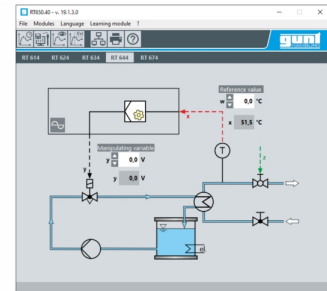 RT650.40 - v. 19.1.3.0
File Modules Language Learning module ?
gunt
RT 614 RT 624 RT 634 RT 644 RT 674
Reference value
w 0,0 °C
x
x 51,5 °C
T
z
Manipulating variable
y 0,0 V
y
y 0,0 V